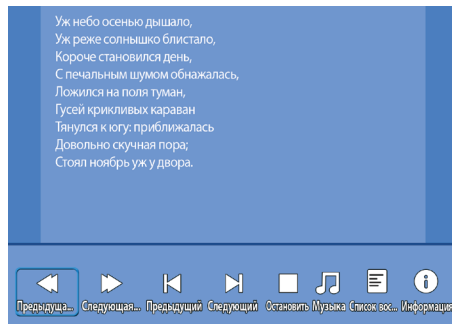 Уж небо осенью дышало,
Уж реже солнышко блистало,
Короче становился день,
С печальным шумом обнажалась,
Ложился на поля туман,
Гусей крикливых караван
Тянулся к югу: приближалась
Довольно скучная пора;
Стоял ноябрь уж у двора.
Предыдуща... Следующая... Предыдущий Следующий Остановить Музыка Список вос... Информация